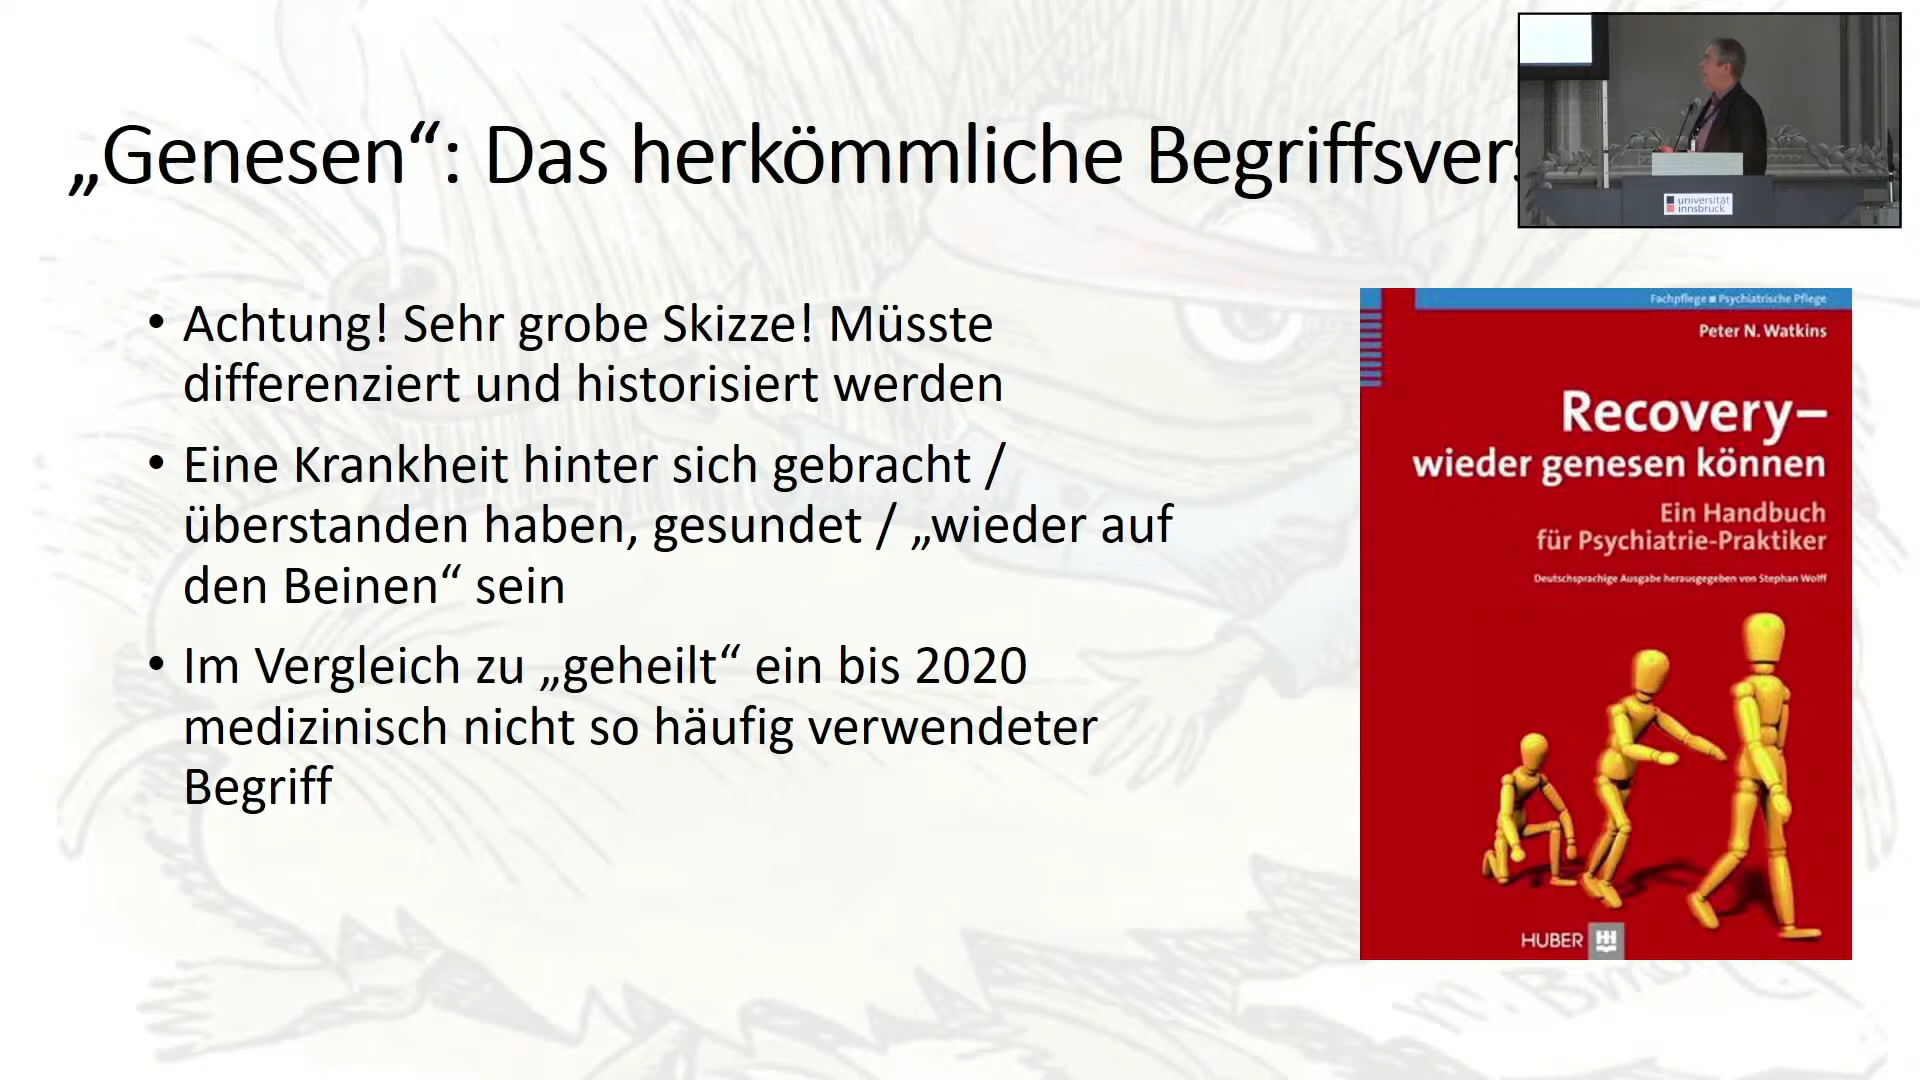 „Genesen“: Das herkömmliche Begriffsvers
• Achtung! Sehr grobe Skizze! Müsste
differenziert und historisiert werden
• Eine Krankheit hinter sich gebracht /
überstanden haben, gesundet / „wieder auf
den Beinen“ sein
• Im Vergleich zu „geheilt“ ein bis 2020
medizinisch nicht so häufig verwendeter
Begriff
universität
innsbruck
Fachpflege ■ Psychiatrische Pflege
Peter N. Watkins
Recovery–
wieder genesen können
Ein Handbuch
für Psychiatrie-Praktiker
Deutschsprachige Ausgabe herausgegeben von Stephan Wolff
HUBER